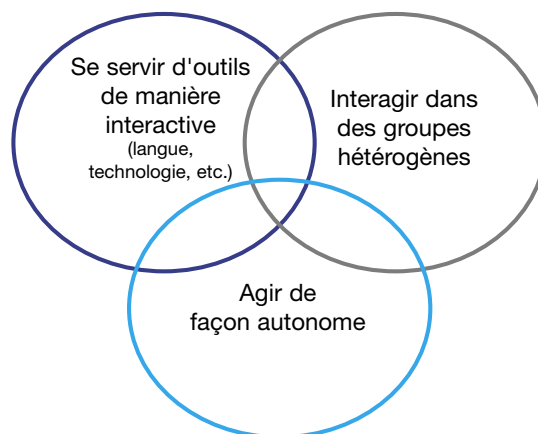 Se servir d'outils
de manière
interactive
(langue,
technologie, etc.)
Interagir dans
des groupes
hétérogènes
Agir de
façon autonome